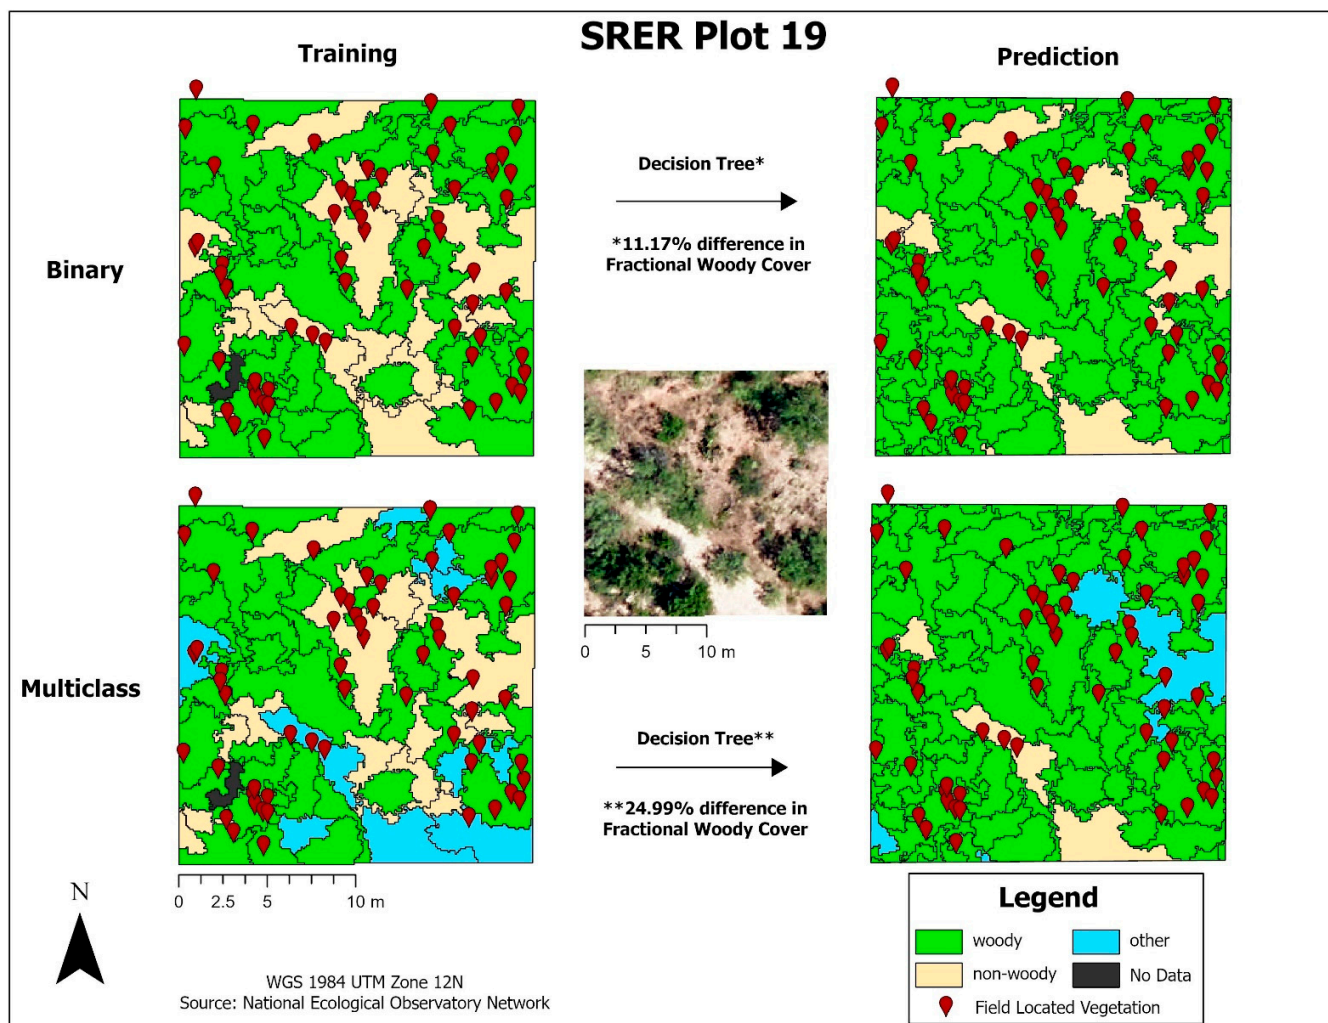 SRER Plot 19
Training
Prediction
Binary
Decision Tree*
*11.17% difference in
Fractional Woody Cover
0 5 10 m
Multiclass
Decision Tree**
**24.99% difference in
Fractional Woody Cover
N
0 2.5 5 10 m
WGS 1984 UTM Zone 12N
Source: National Ecological Observatory Network
Legend
woody
other
non-woody
No Data
Field Located Vegetation